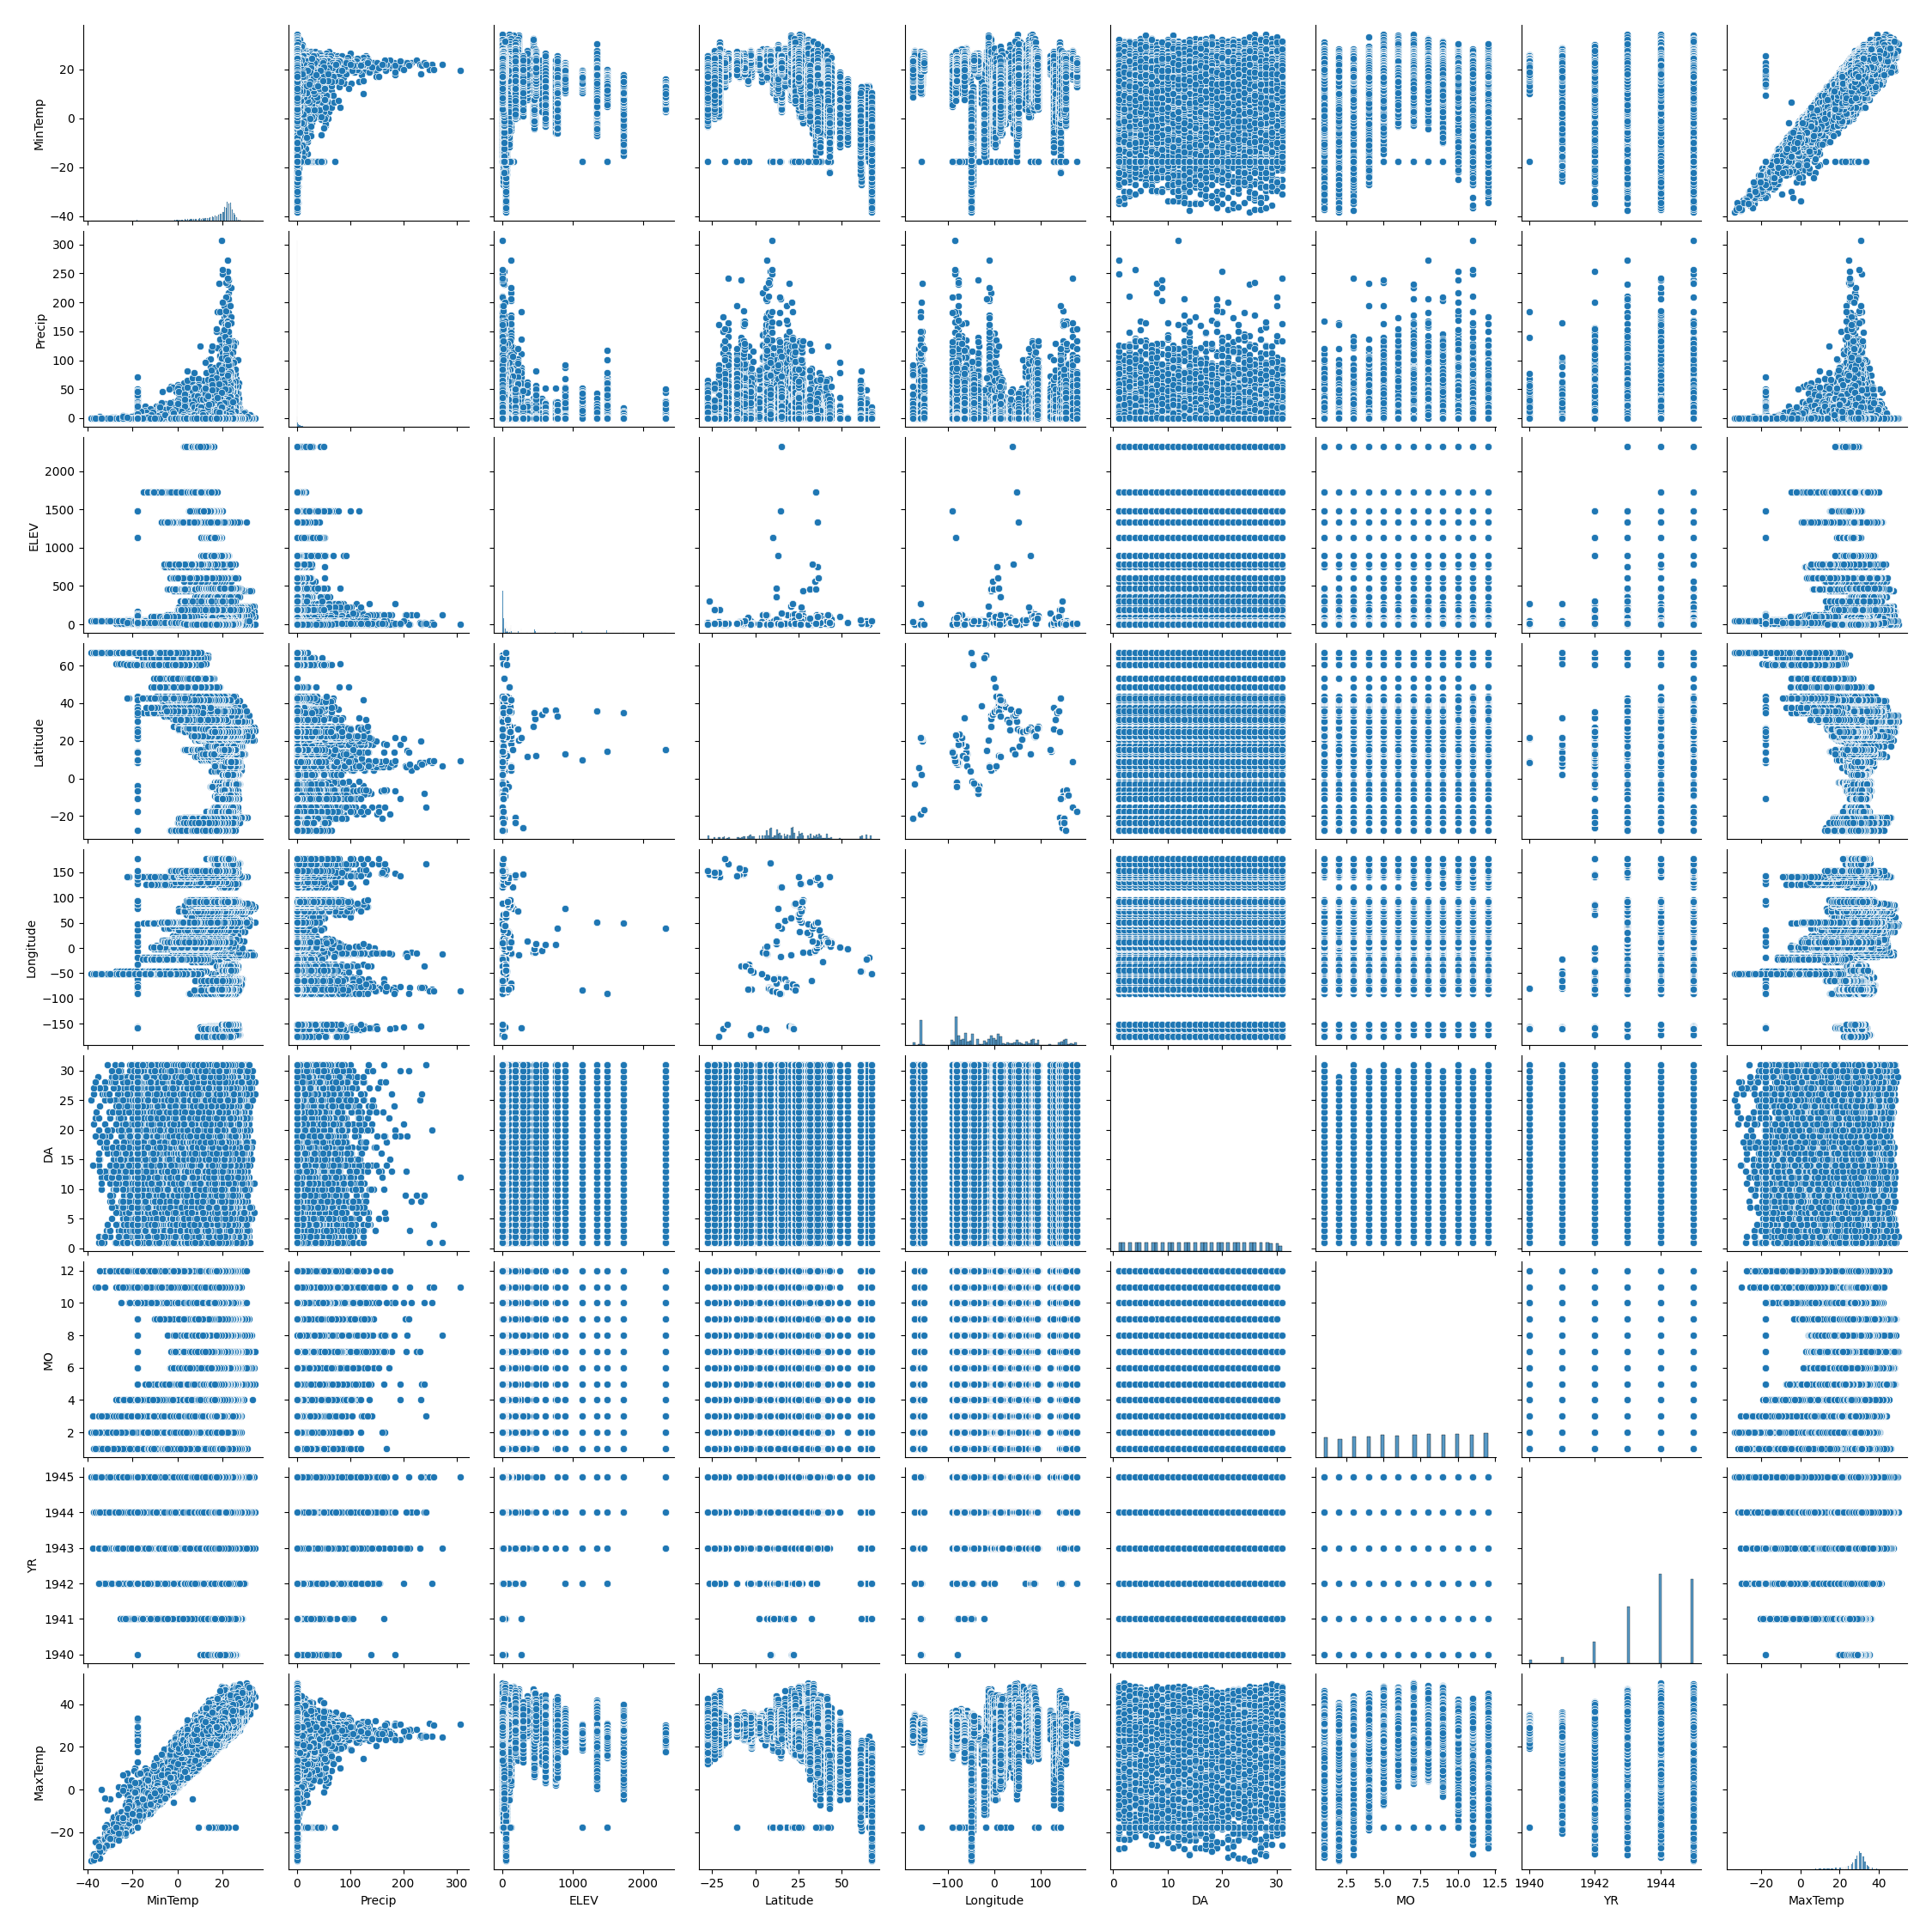 MinTemp
20
0
−20
−40
Precip
300
250
200
150
100
50
0
ELEV
2000
1500
1000
500
0
Latitude
60
40
20
0
−20
Longitude
150
100
50
0
−50
−100
−150
DA
30
25
20
15
10
5
0
MO
12
10
8
6
4
2
YR
1945
1944
1943
1942
1941
1940
MaxTemp
40
20
0
−20
−40 −20 0 20
0 100 200 300
0 1000 2000
−25 0 25 50
−100 0 100
0 10 20 30
2.5 5.0 7.5 10.0 12.5
1940 1942 1944
−20 0 20 40
MinTemp Precip ELEV Latitude Longitude DA MO YR MaxTemp